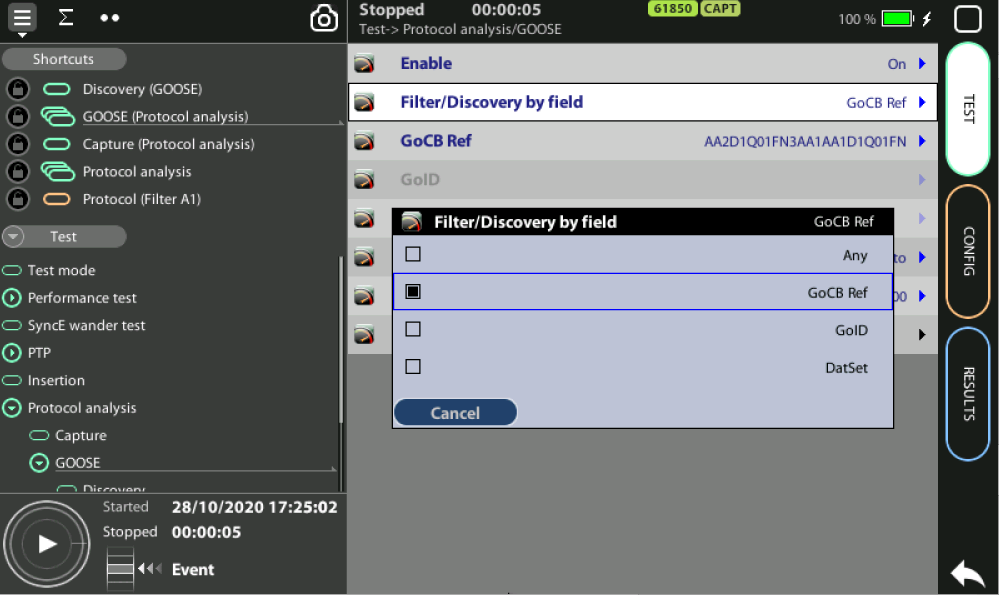 Stopped 00:00:05 61850 CAPT 100 %
Test-> Protocol analysis/GOOSE
Shortcuts
Discovery (GOOSE)
GOOSE (Protocol analysis)
Capture (Protocol analysis)
Protocol analysis
Protocol (Filter A1)
Test
Test mode
Performance test
SyncE wander test
PTP
Insertion
Protocol analysis
Capture
GOOSE
Discovery
Started 28/10/2020 17:25:02
Stopped 00:00:05
Event
Enable On
Filter/Discovery by field GoCB Ref
GoCB Ref AA2D1Q01FN3AA1AA1D1Q01FN
GoID
to
00
Filter/Discovery by field GoCB Ref
Any
GoCB Ref
GoID
DatSet
Cancel
TEST
CONFIG
RESULTS